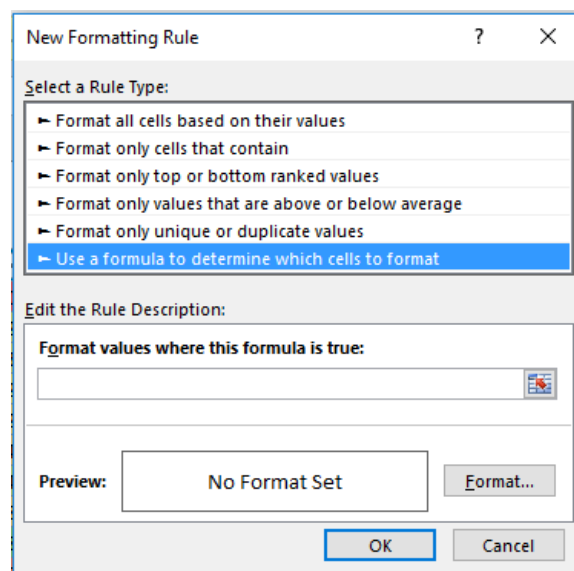 New Formatting Rule ? ×
Select a Rule Type:
► Format all cells based on their values
► Format only cells that contain
► Format only top or bottom ranked values
► Format only values that are above or below average
► Format only unique or duplicate values
► Use a formula to determine which cells to format
Edit the Rule Description:
Format values where this formula is true:
Preview: No Format Set Format...
OK Cancel